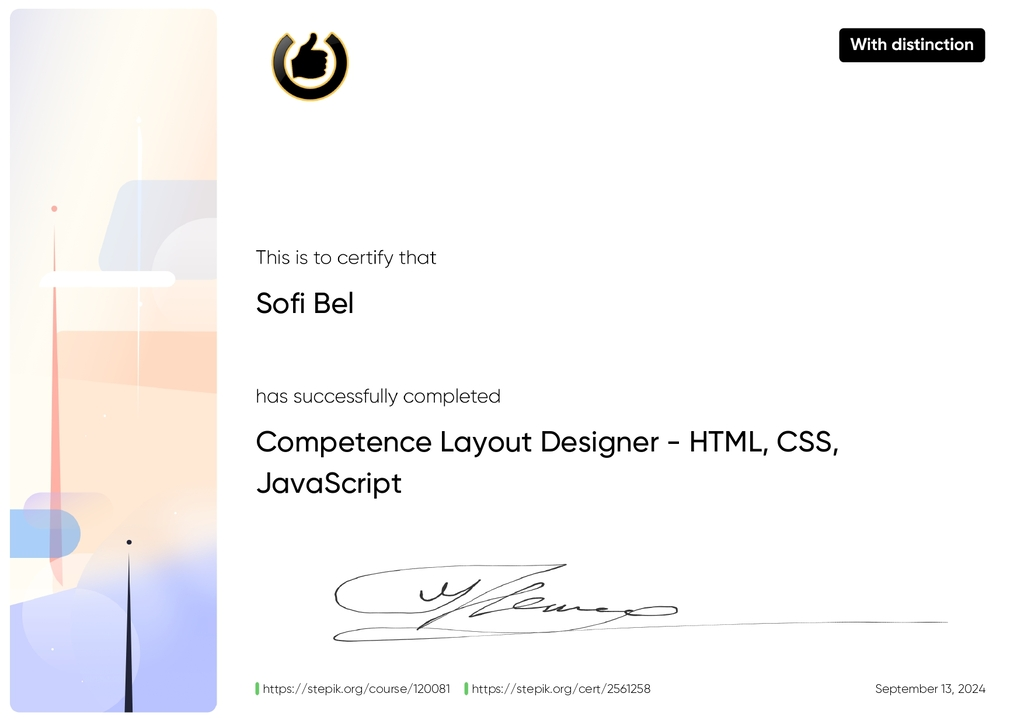 With distinction
This is to certify that
Sofi Bel
has successfully completed
Competence Layout Designer - HTML, CSS,
JavaScript
https://stepik.org/course/120081 https://stepik.org/cert/2561258 September 13, 2024